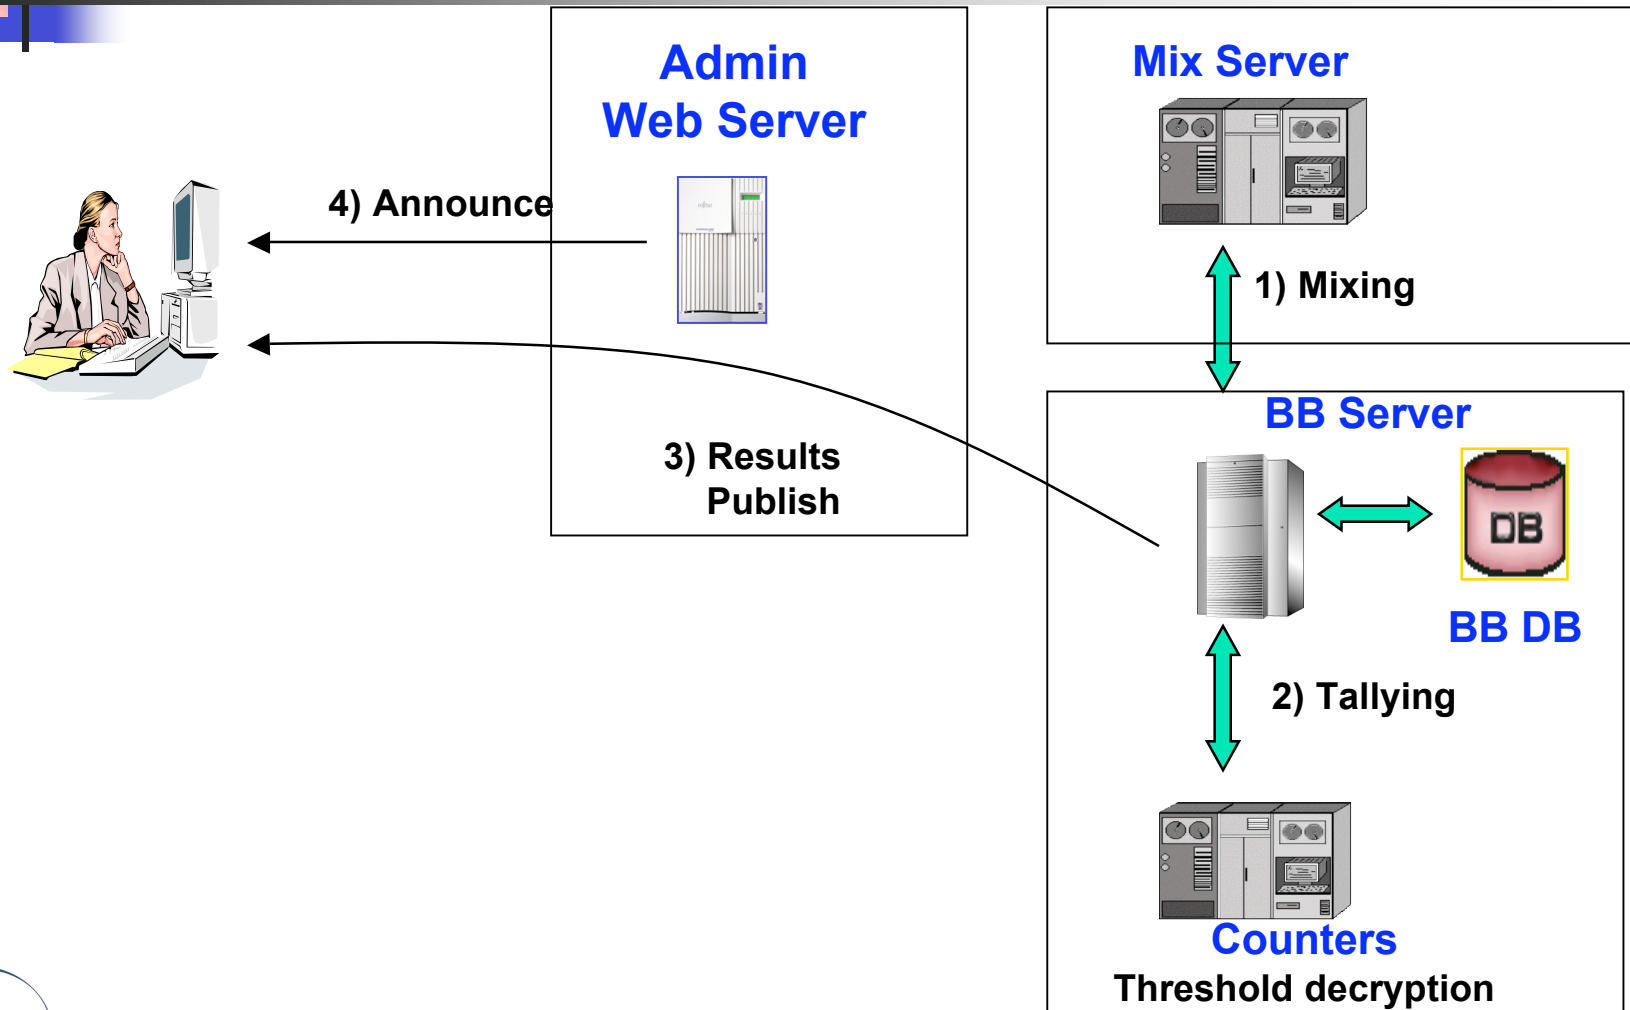 Admin
Web Server
Mix Server
4) Announce
1) Mixing
BB Server
3) Results
Publish
DB
BB DB
2) Tallying
Counters
Threshold decryption